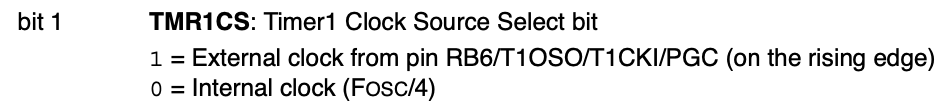 bit 1 TMR1CS: Timer1 Clock Source Select bit
1 = External clock from pin RB6/T1OSO/T1CKI/PGC (on the rising edge)
0 = Internal clock (FOSC/4)